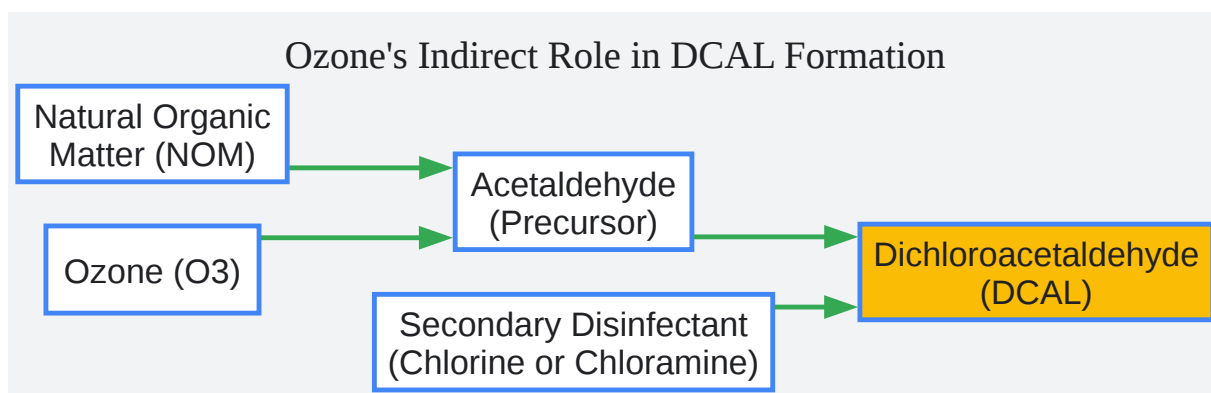 Ozone's Indirect Role in DCAL Formation
Natural Organic
Matter (NOM)
Acetaldehyde
(Precursor)
Ozone (O3)
Dichloroacetaldehyde
(DCAL)
Secondary Disinfectant
(Chlorine or Chloramine)